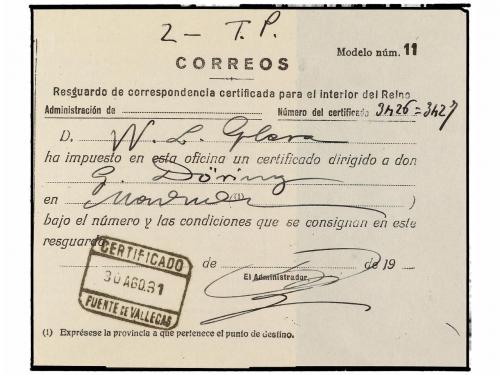 2 - T.P.
Modelo núm. 11
CORREOS
Resguardo de correspondencia certificada para el interior del Reino
Administración de Número del certificado 3426=3427
D. W. L.
ha impuesto en esta oficina un certificado dirigido a don
G. Döring
en (1)
bajo el número y las condiciones que se consignan en este
resguardo
de de 19
El Administrador,
CERTIFICADO
30 AGO.31
PUENTE DE VALLECAS
(1) Exprésese la provincia a que pertenece el punto de destino.